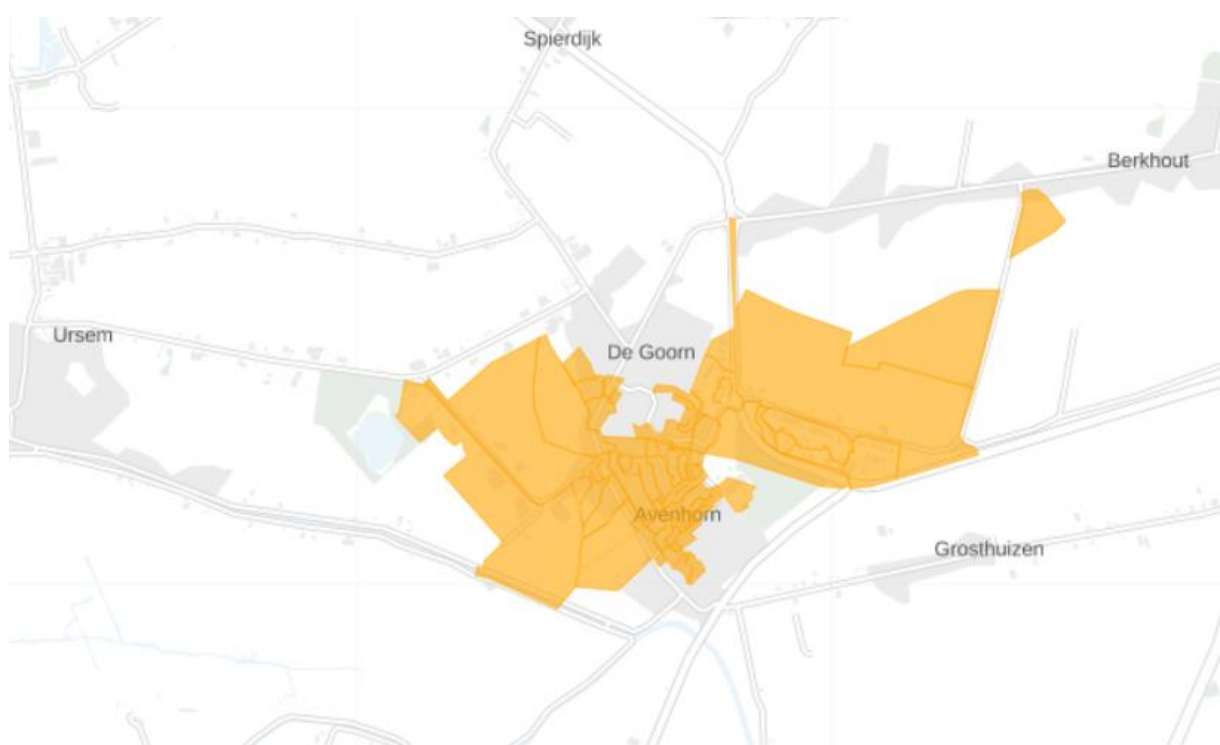 Spierdijk
Berkhout
Ursem
De Goorn
Avenhorn
Grosthuizen